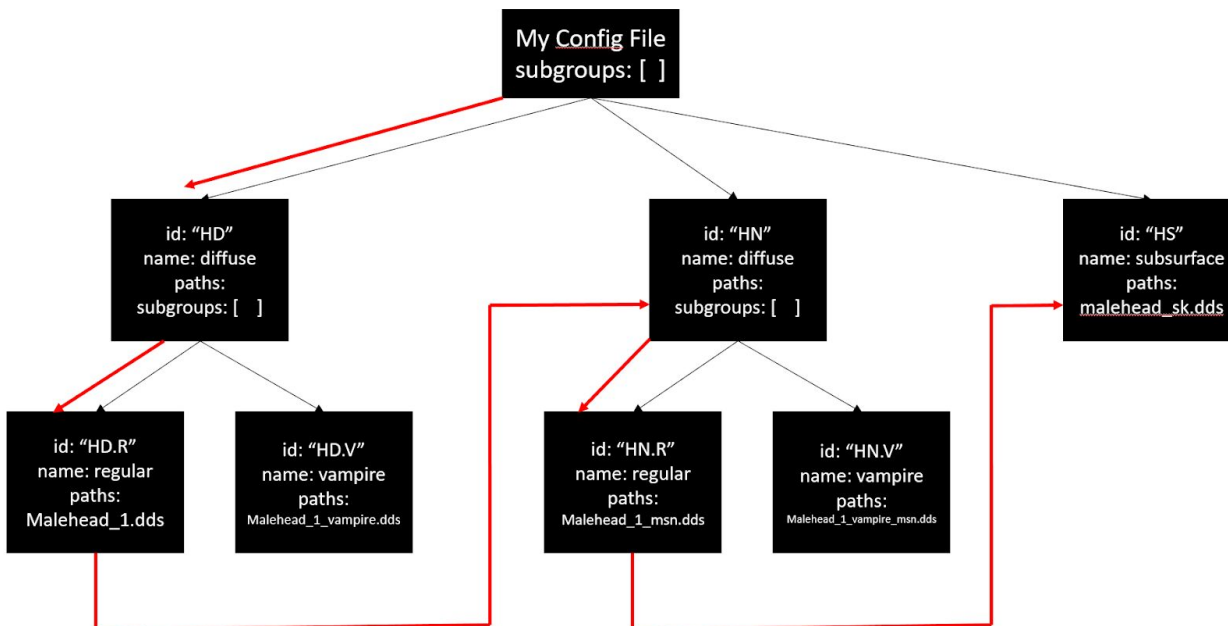 My Config File
subgroups: [  ]
id: “HD”
name: diffuse
paths:
subgroups: [   ]
id: “HN”
name: diffuse
paths:
subgroups: [   ]
id: “HS”
name: subsurface
paths:
malehead_sk.dds
id: “HD.R”
name: regular
paths:
Malehead_1.dds
id: “HD.V”
name: vampire
paths:
Malehead_1_vampire.dds
id: “HN.R”
name: regular
paths:
Malehead_1_msn.dds
id: “HN.V”
name: vampire
paths:
Malehead_1_vampire_msn.dds